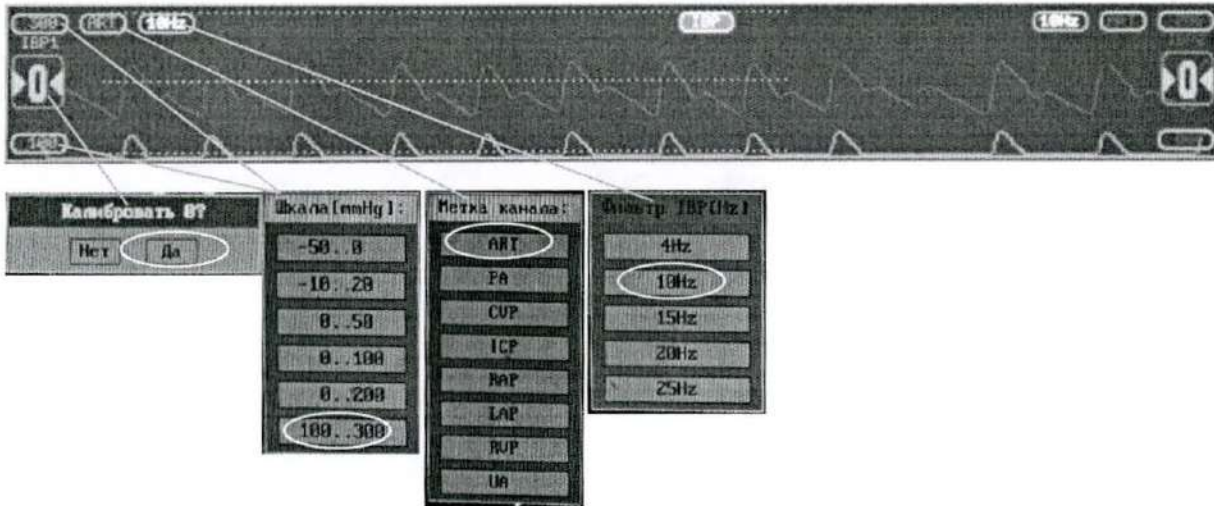 300 ART 10Hz IBP 10Hz
IBP1
0 0
100
Калибровать 0?
Нет Да
Шкала[mmHg]:
-50..0
-10..20
0..50
0..100
0..200
100..300
Метка канала:
ART
PA
CVP
ICP
RAP
LAP
RVP
UA
Фильтр IBP[Hz]
4Hz
10Hz
15Hz
20Hz
25Hz